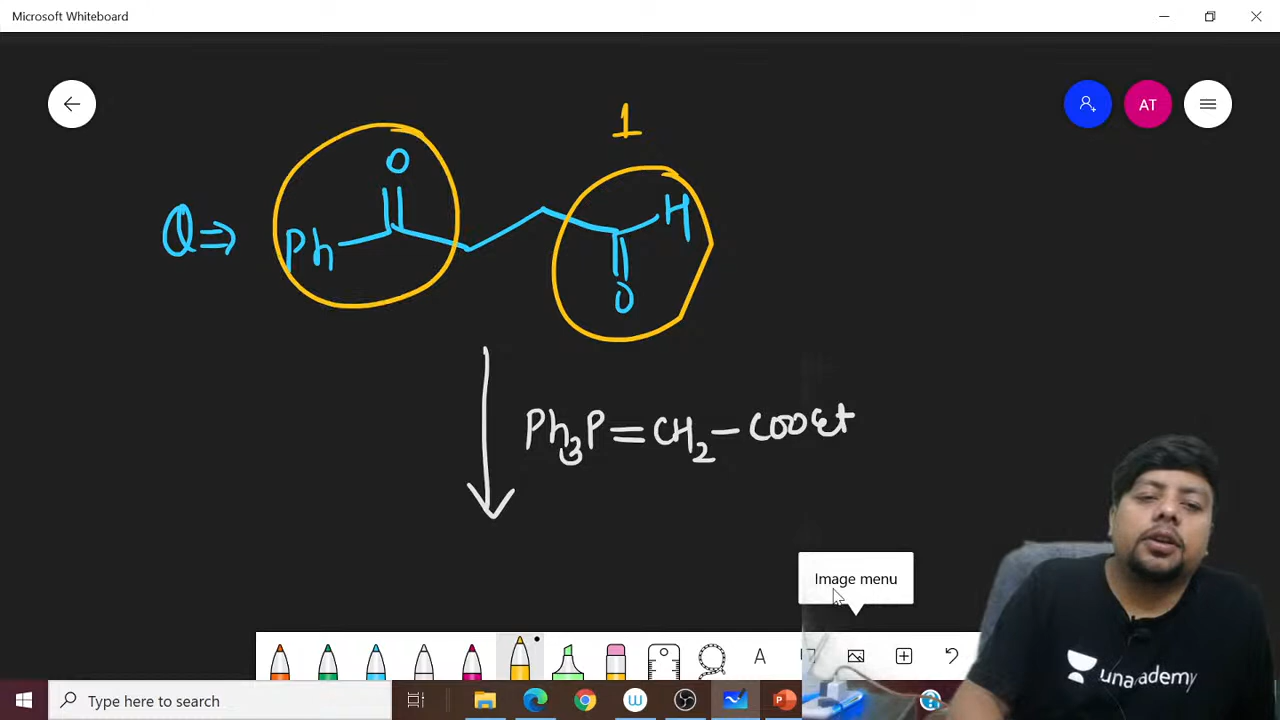 Microsoft Whiteboard
AT
1
O
Q⇒ Ph H
O
Ph₃P=CH₂-COOEt
Image menu
A
unacademy
Type here to search